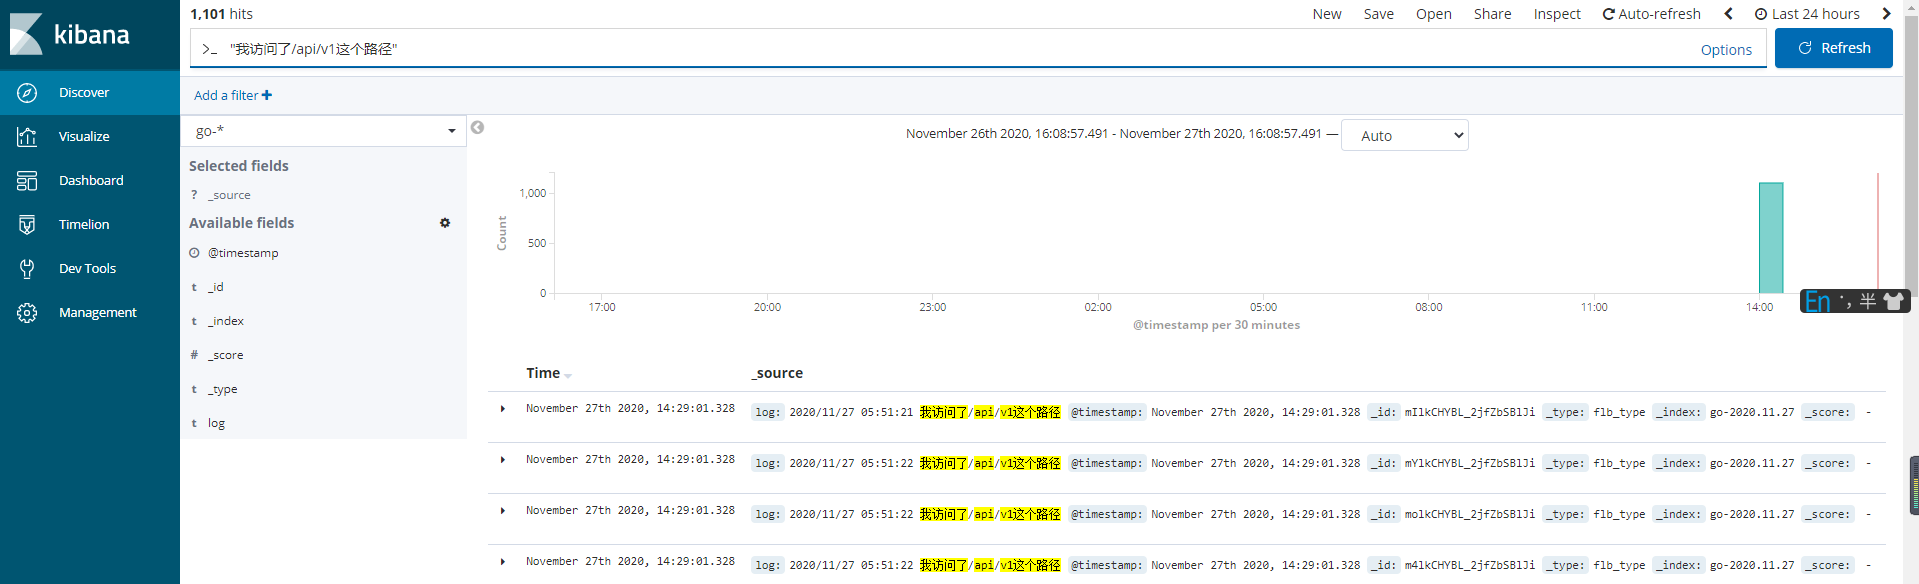 kibana
Discover
Visualize
Dashboard
Timelion
Dev Tools
Management
1,101 hits
New Save Open Share Inspect Auto-refresh Last 24 hours
>_ "我访问了/api/v1这个路径" Options Refresh
Add a filter +
go-*
Selected fields
? _source
Available fields
@timestamp
t _id
t _index
# _score
t _type
t log
November 26th 2020, 16:08:57.491 - November 27th 2020, 16:08:57.491 — Auto
Count
1,000
500
0
17:00 20:00 23:00 02:00 05:00 08:00 11:00 14:00
@timestamp per 30 minutes
En ·, 半
Time _source
November 27th 2020, 14:29:01.328 log: 2020/11/27 05:51:21 我访问了/api/v1这个路径 @timestamp: November 27th 2020, 14:29:01.328 _id: mIlkCHYBL_2jfZbSBlJi _type: flb_type _index: go-2020.11.27 _score: -
November 27th 2020, 14:29:01.328 log: 2020/11/27 05:51:22 我访问了/api/v1这个路径 @timestamp: November 27th 2020, 14:29:01.328 _id: mYlkCHYBL_2jfZbSBlJi _type: flb_type _index: go-2020.11.27 _score: -
November 27th 2020, 14:29:01.328 log: 2020/11/27 05:51:22 我访问了/api/v1这个路径 @timestamp: November 27th 2020, 14:29:01.328 _id: molkCHYBL_2jfZbSBlJi _type: flb_type _index: go-2020.11.27 _score: -
November 27th 2020, 14:29:01.328 log: 2020/11/27 05:51:22 我访问了/api/v1这个路径 @timestamp: November 27th 2020, 14:29:01.328 _id: m4lkCHYBL_2jfZbSBlJi _type: flb_type _index: go-2020.11.27 _score: -